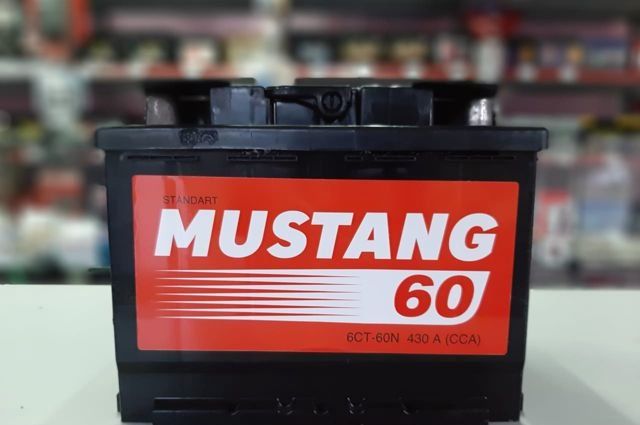 STANDART
MUSTANG
60
6CT-60N 430 A (CCA)